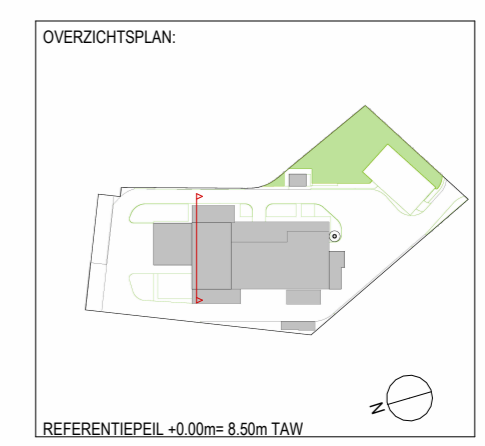 OVERZICHTSPLAN:
N
REFERENTIEPEIL +0.00m= 8.50m TAW